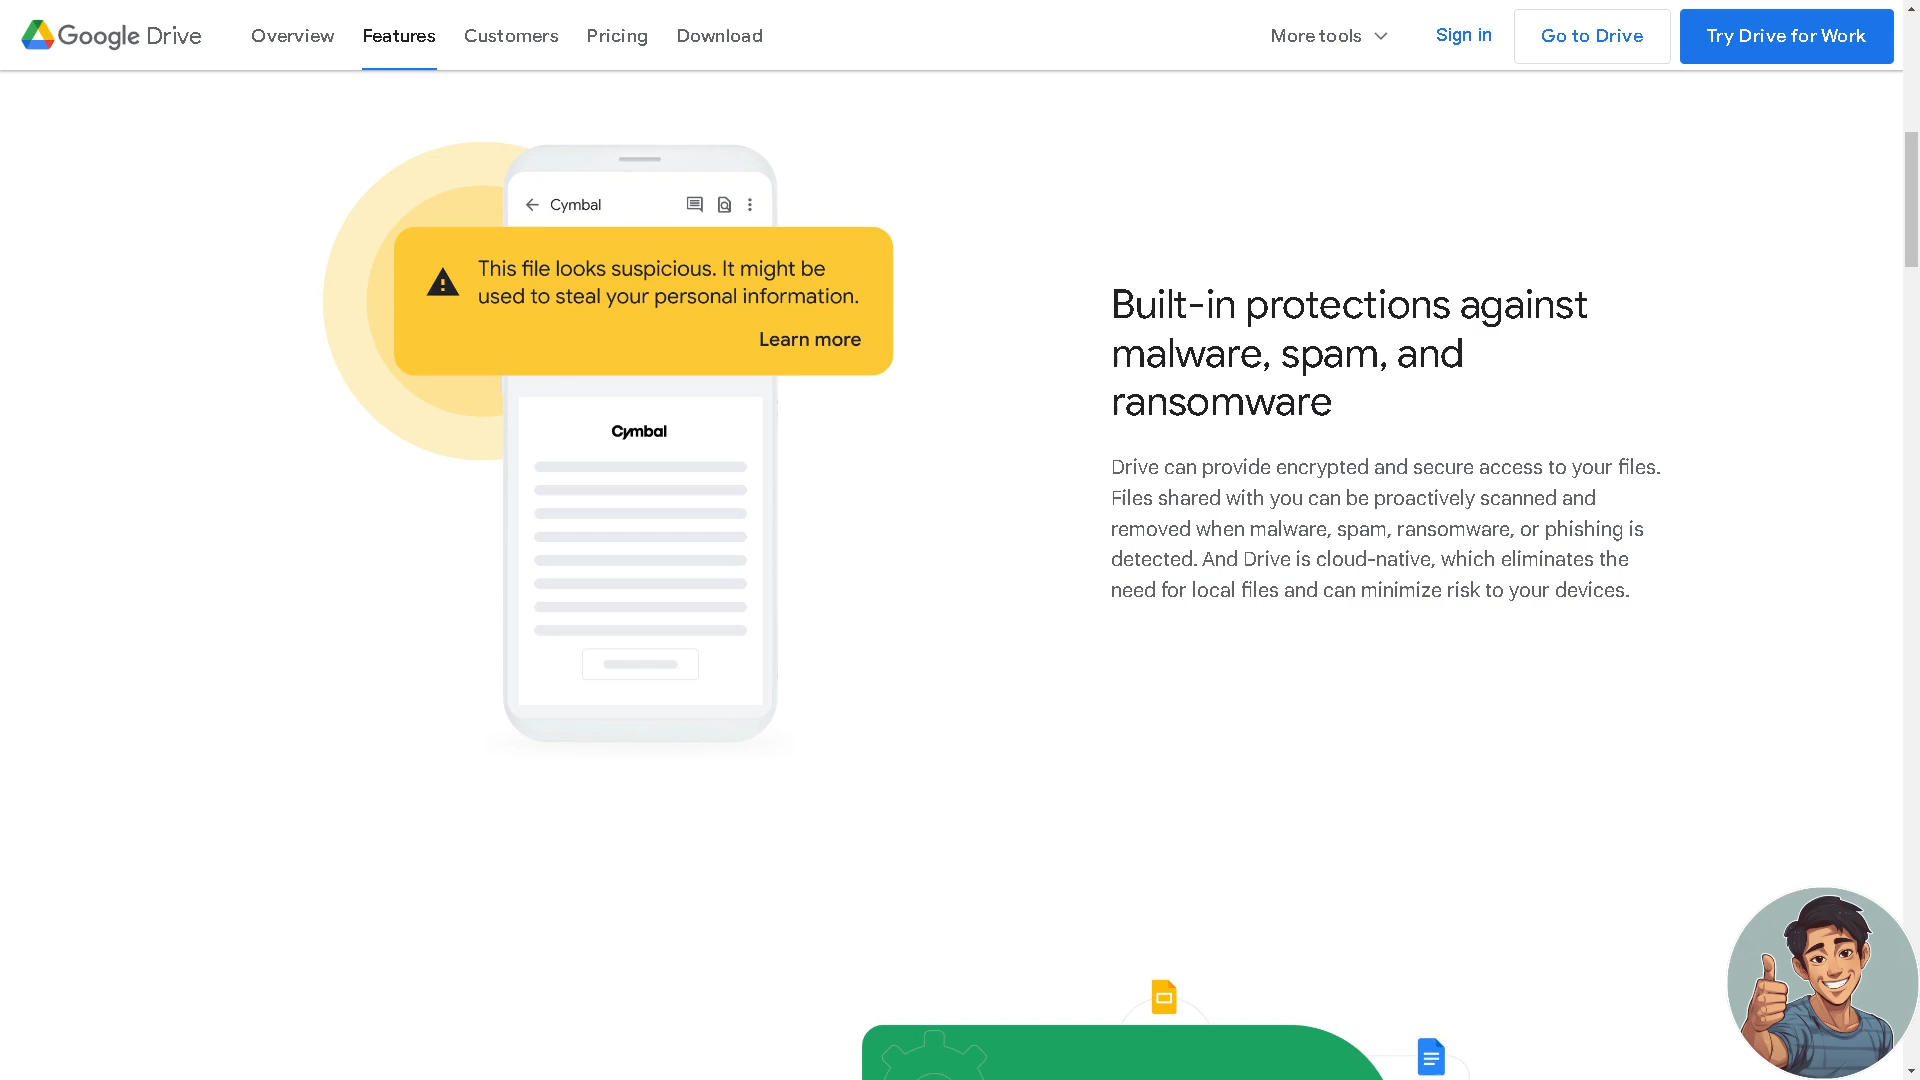 Google Drive
Overview
Features
Customers
Pricing
Download
More tools
Sign in
Go to Drive
Try Drive for Work
Cymbal
This file looks suspicious. It might be
used to steal your personal information.
Learn more
Cymbal
Built-in protections against
malware, spam, and
ransomware
Drive can provide encrypted and secure access to your files.
Files shared with you can be proactively scanned and
removed when malware, spam, ransomware, or phishing is
detected. And Drive is cloud-native, which eliminates the
need for local files and can minimize risk to your devices.